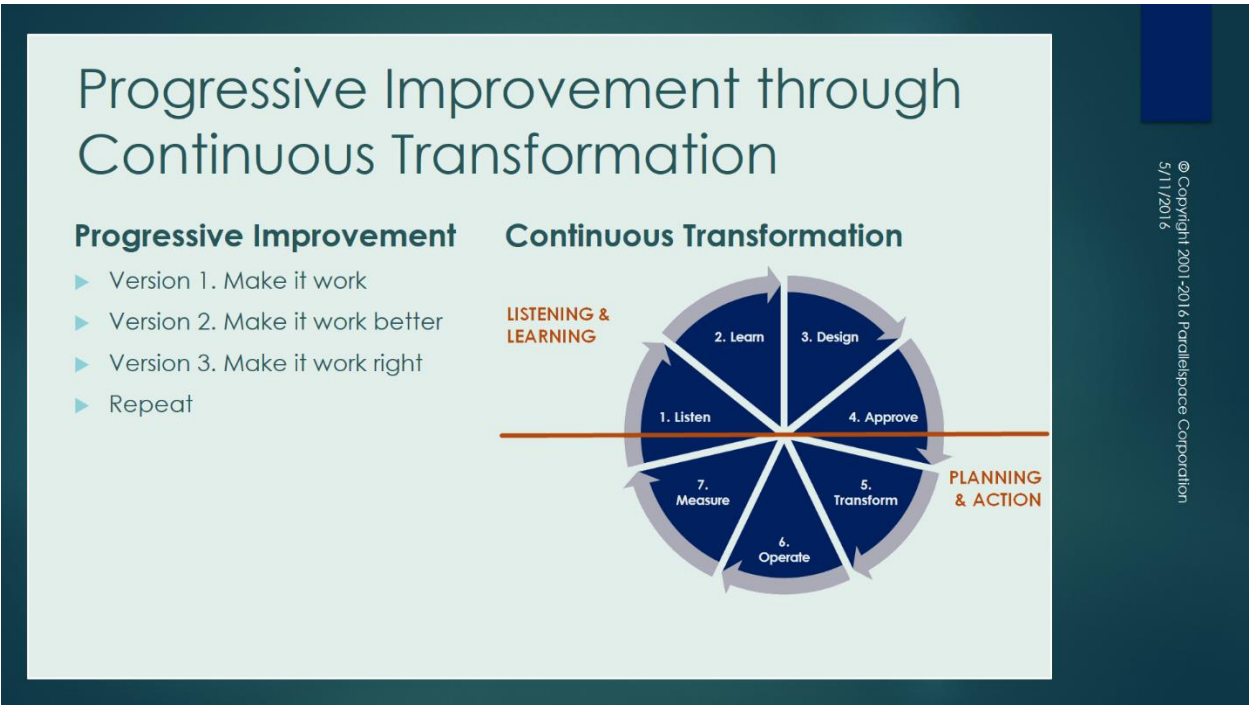 Progressive Improvement through
Continuous Transformation
Progressive Improvement
Version 1. Make it work
Version 2. Make it work better
Version 3. Make it work right
Repeat
Continuous Transformation
LISTENING &
LEARNING
1. Listen
2. Learn
3. Design
4. Approve
5.
Transform
6.
Operate
7.
Measure
PLANNING
& ACTION
© Copyright 2001-2016 Parallelspace Corporation
5/11/2016